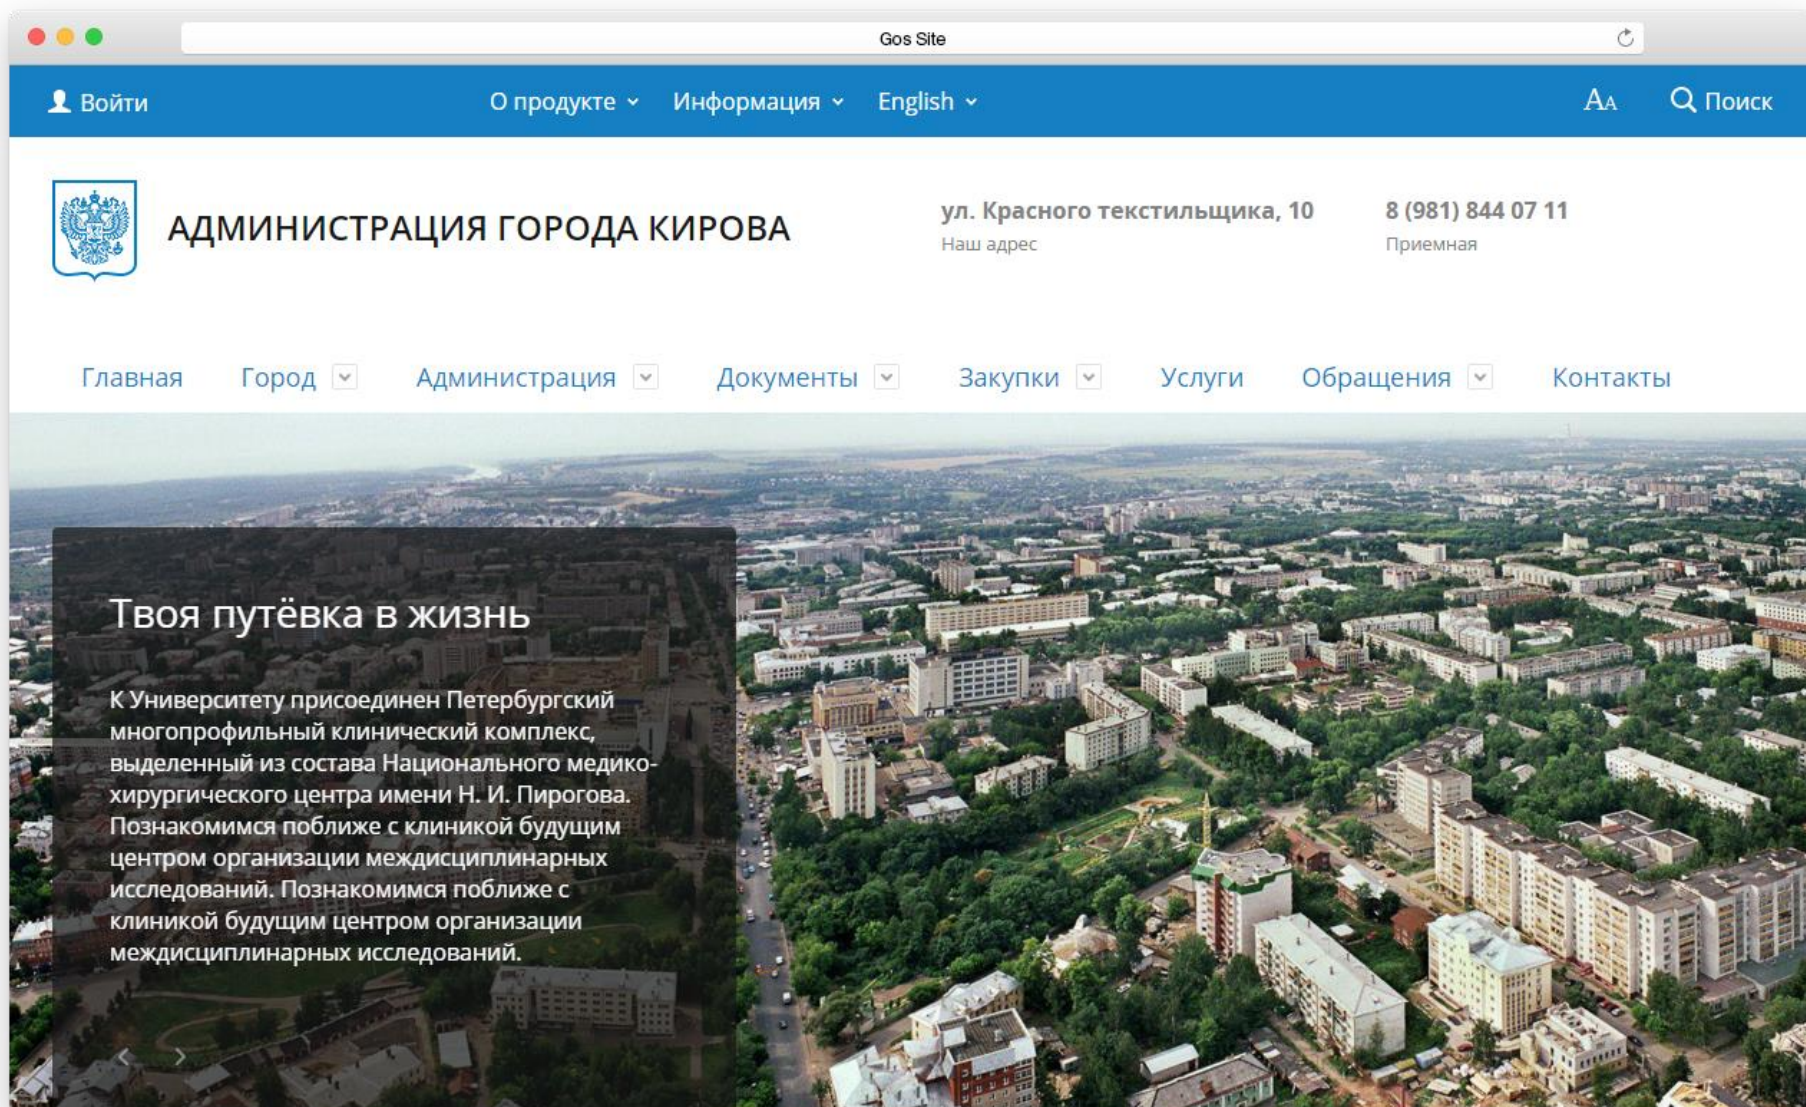 Gos Site
Войти
О продукте
Информация
English
AA
Поиск
АДМИНИСТРАЦИЯ ГОРОДА КИРОВА
ул. Красного текстильщика, 10
Наш адрес
8 (981) 844 07 11
Приемная
Главная
Город
Администрация
Документы
Закупки
Услуги
Обращения
Контакты
Твоя путёвка в жизнь
К Университету присоединен Петербургский
многопрофильный клинический комплекс,
выделенный из состава Национального медико-
хирургического центра имени Н. И. Пирогова.
Познакомимся поближе с клиникой будущим
центром организации междисциплинарных
исследований. Познакомимся поближе с
клиникой будущим центром организации
междисциплинарных исследований.